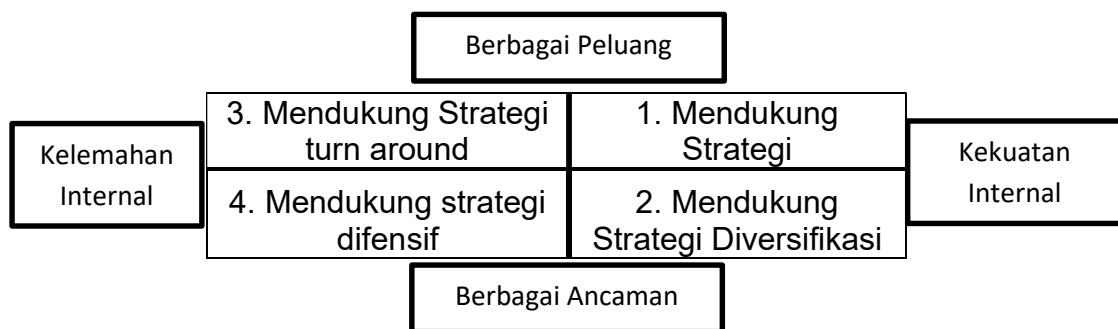 Berbagai Peluang
3. Mendukung Strategi
turn around
1. Mendukung
Strategi
Kelemahan
Internal
Kekuatan
Internal
4. Mendukung strategi
difensif
2. Mendukung
Strategi Diversifikasi
Berbagai Ancaman